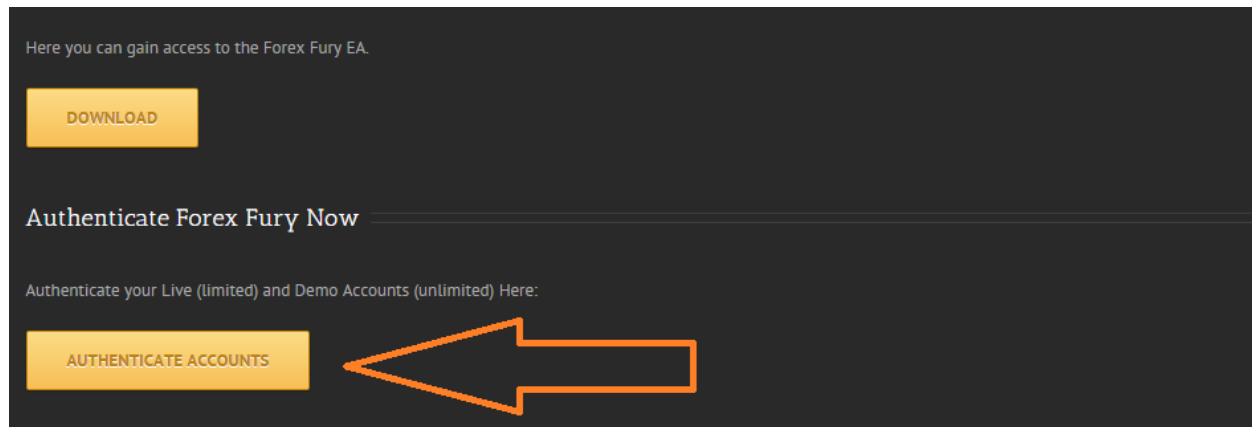 Here you can gain access to the Forex Fury EA.
DOWNLOAD
Authenticate Forex Fury Now
Authenticate your Live (limited) and Demo Accounts (unlimited) Here:
AUTHENTICATE ACCOUNTS